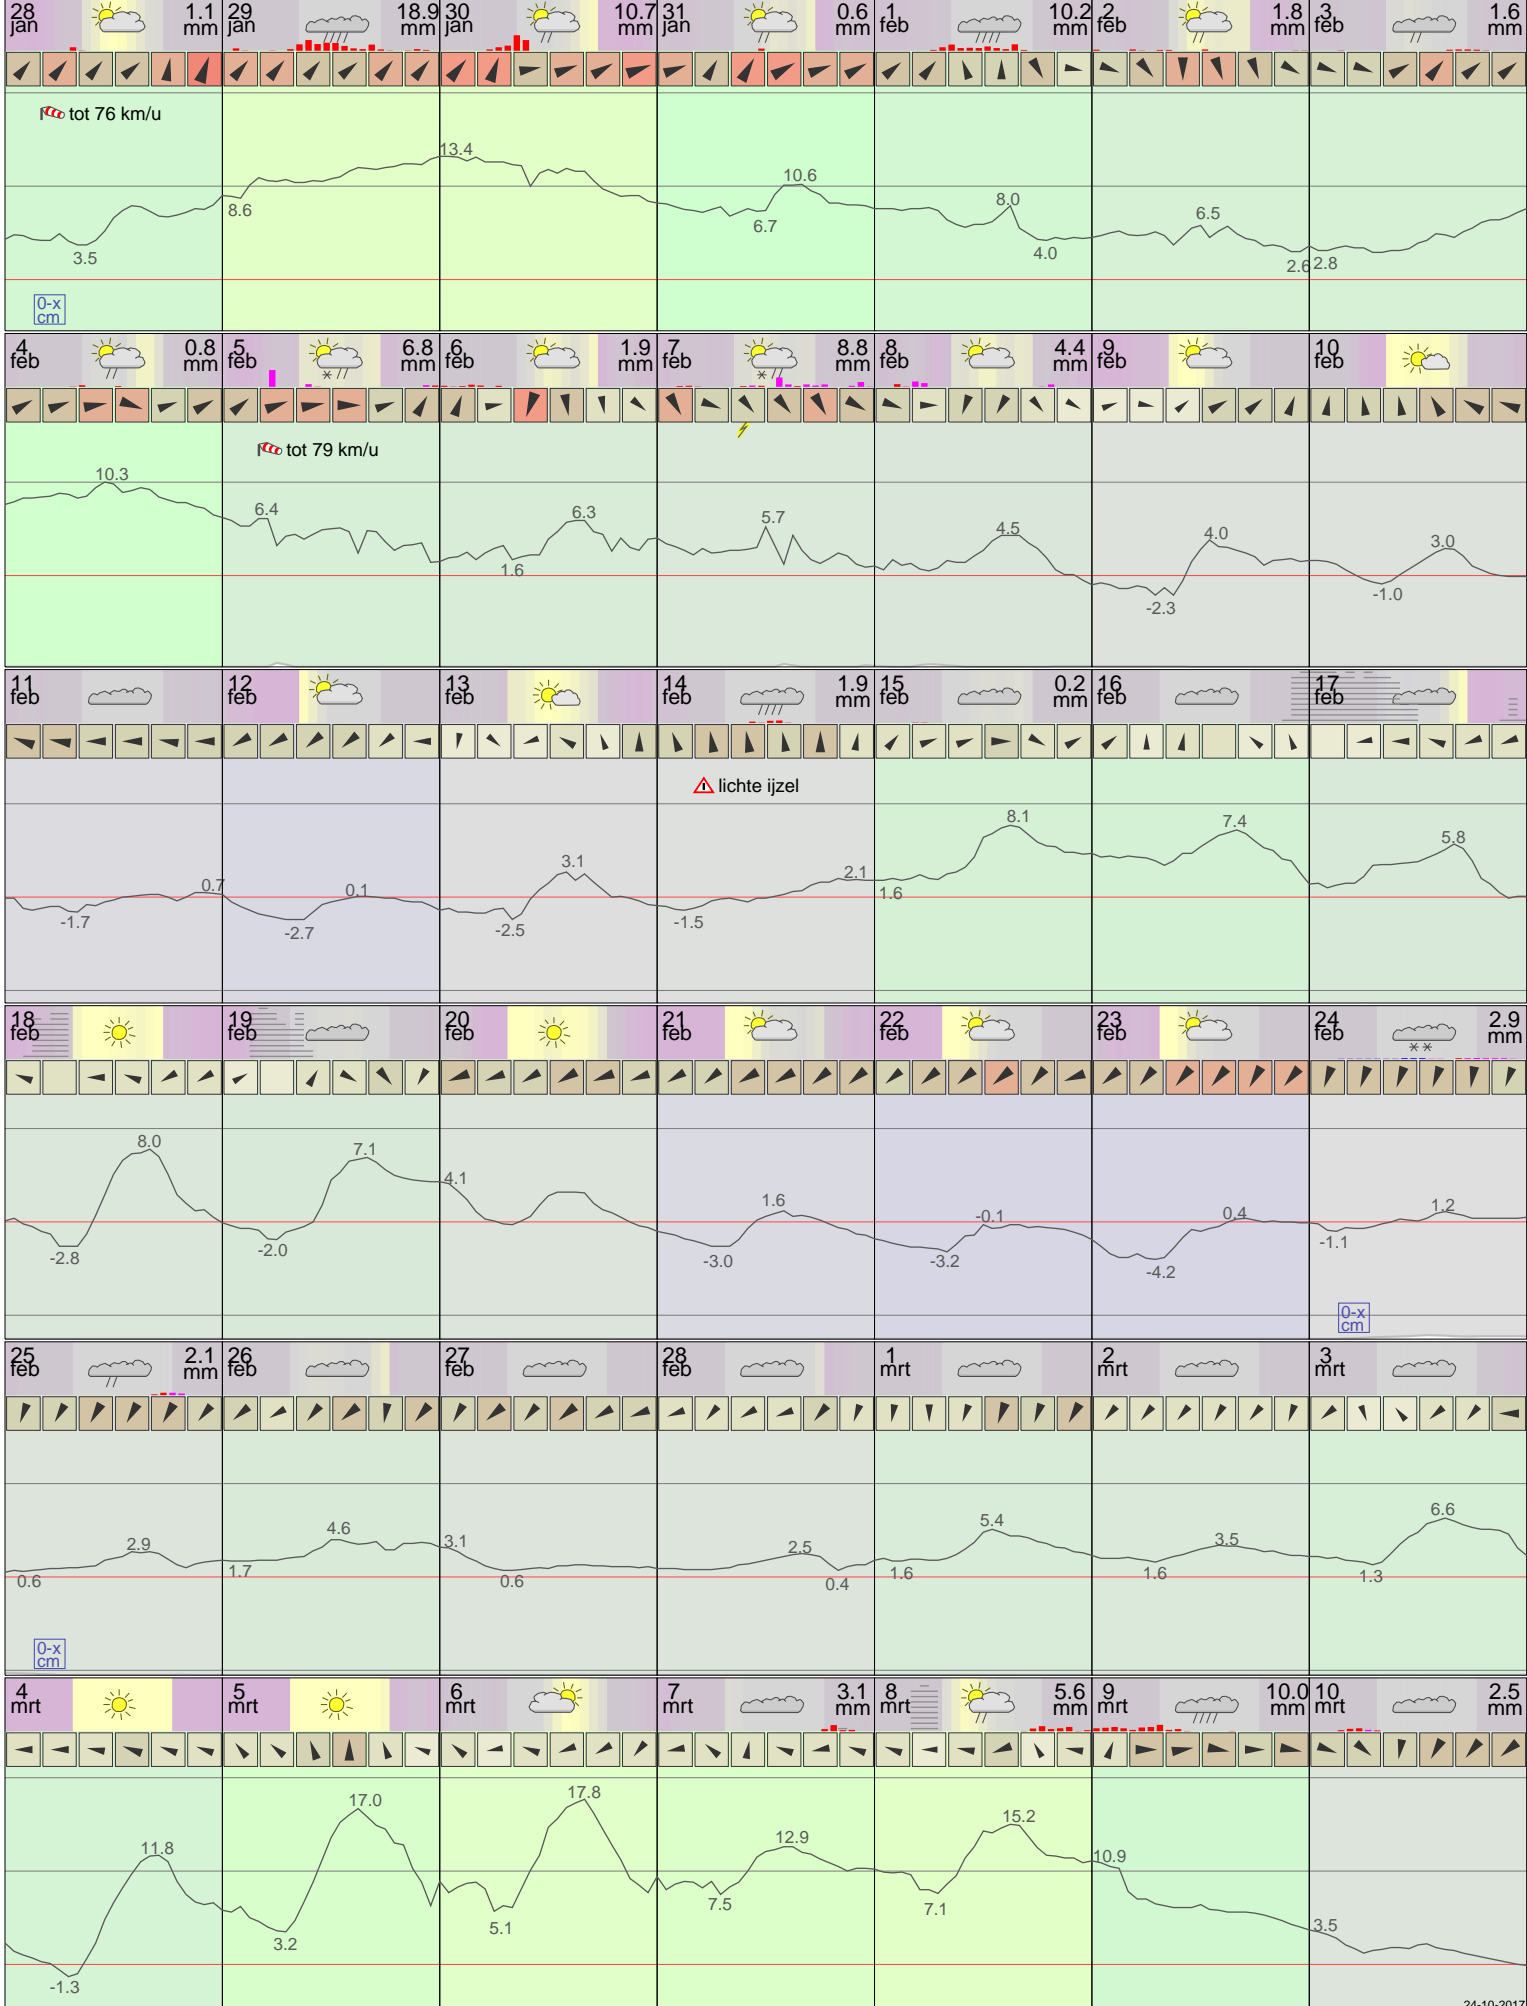 28 jan 1.1 mm
29 jan 18.9 mm
30 jan 10.7 mm
31 jan 0.6 mm
1 feb 10.2 mm
2 feb 1.8 mm
3 feb 1.6 mm
tot 76 km/u
3.5
8.6
13.4
6.7
10.6
8.0
4.0
6.5
2.6
2.8
0-x cm
4 feb 0.8 mm
5 feb 6.8 mm
6 feb 1.9 mm
7 feb 8.8 mm
8 feb 4.4 mm
9 feb
10 feb
tot 79 km/u
10.3
6.4
1.6
6.3
5.7
4.5
-2.3
4.0
-1.0
3.0
11 feb
12 feb
13 feb
14 feb 1.9 mm
15 feb 0.2 mm
16 feb
17 feb
lichte ijzel
-1.7
0.7
-2.7
0.1
-2.5
3.1
-1.5
2.1
1.6
8.1
7.4
5.8
18 feb
19 feb
20 feb
21 feb
22 feb
23 feb
24 feb 2.9 mm
-2.8
8.0
-2.0
7.1
4.1
-3.0
1.6
-3.2
-0.1
-4.2
0.4
-1.1
1.2
0-x cm
25 feb 2.1 mm
26 feb
27 feb
28 feb
1 mrt
2 mrt
3 mrt
0.6
2.9
1.7
4.6
3.1
0.6
2.5
0.4
1.6
5.4
1.6
3.5
1.3
6.6
0-x cm
4 mrt
5 mrt
6 mrt
7 mrt 3.1 mm
8 mrt 5.6 mm
9 mrt 10.0 mm
10 mrt 2.5 mm
-1.3
11.8
3.2
17.0
5.1
17.8
7.5
12.9
7.1
15.2
10.9
3.5
24-10-2017